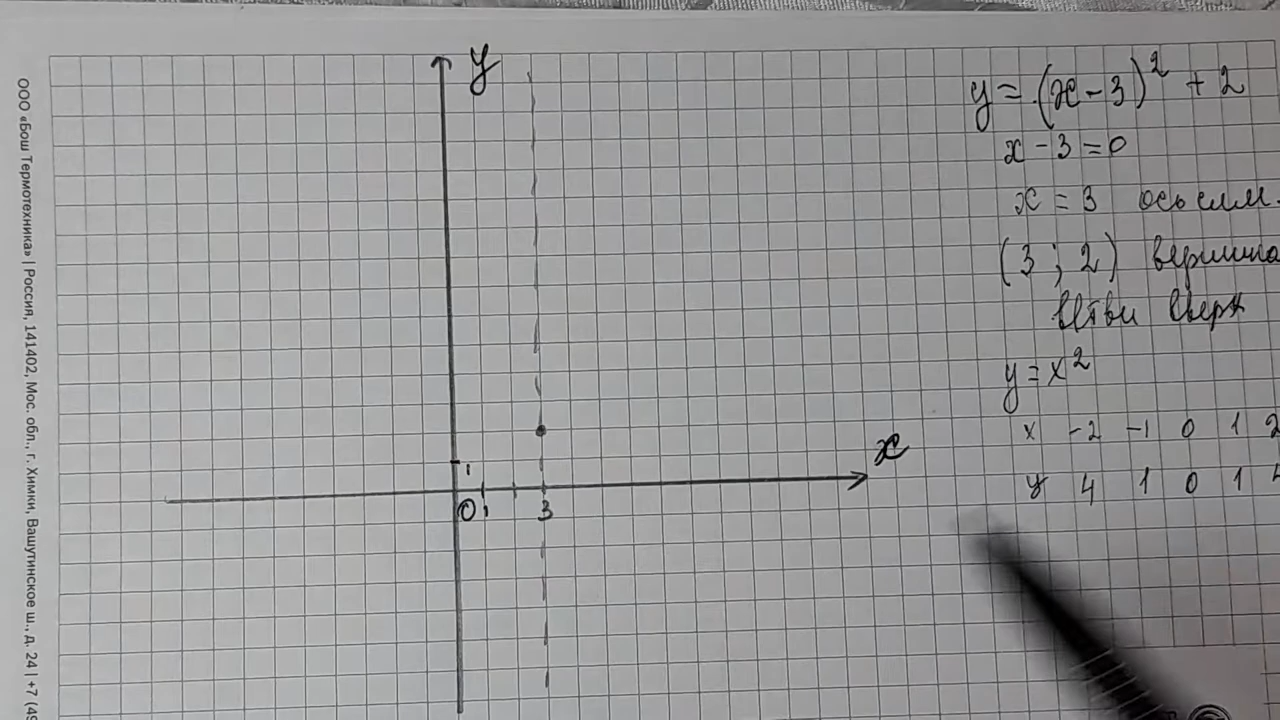 ООО «Бош Термотехника» | Россия, 141402, Мос. обл., г. Химки, Вашутинское ш., д. 24 | +7 (49
y
x
1
0 1 3
y = (x - 3)² + 2
x - 3 = 0
x = 3 ось сим.
(3 ; 2) вершина
ветви вверх
y = x²
x -2 -1 0 1 2
y 4 1 0 1 4